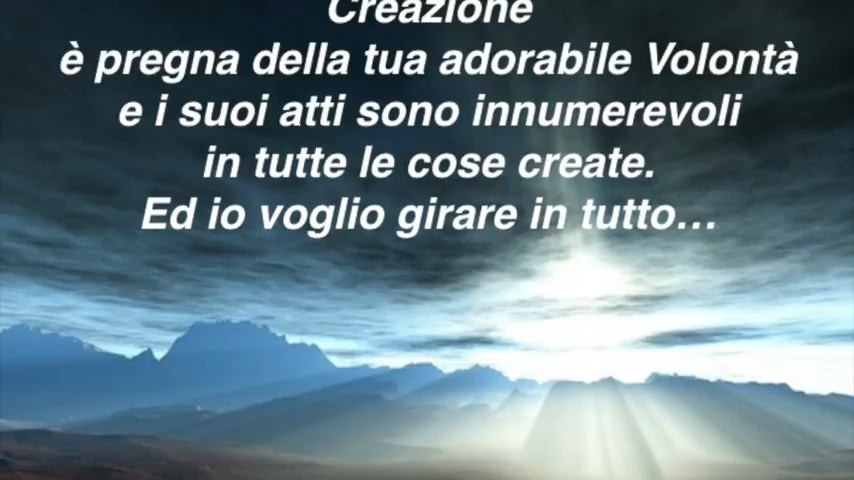 Creazione
è pregna della tua adorabile Volontà
e i suoi atti sono innumerevoli
in tutte le cose create.
Ed io voglio girare in tutto…